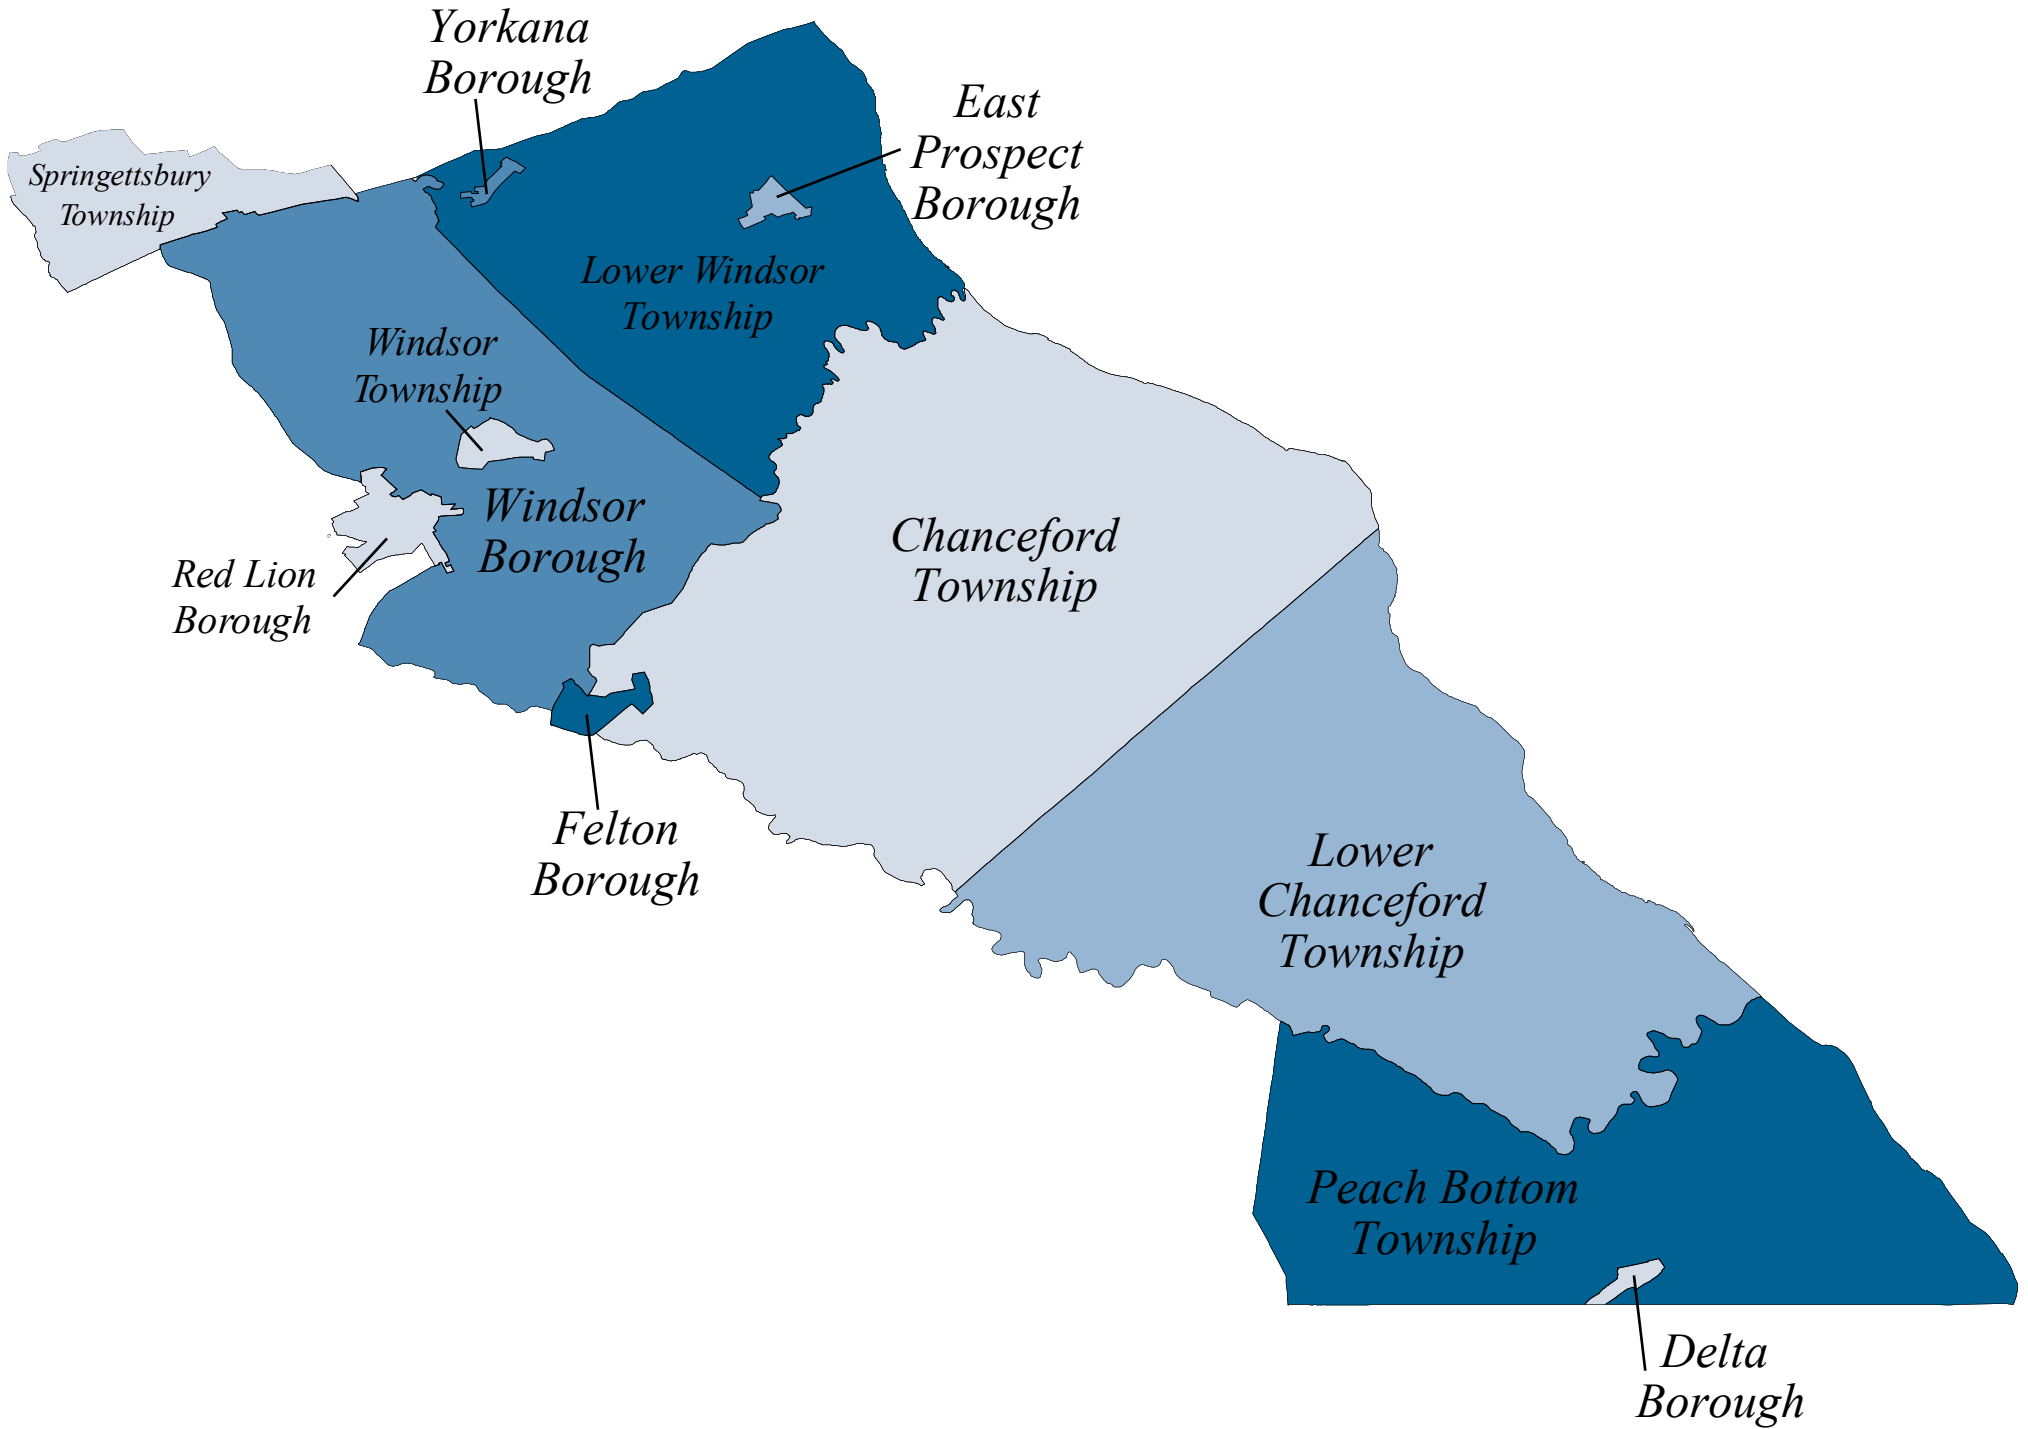 Yorkana
Borough
East
Prospect
Borough
Springettsbury
Township
Lower Windsor
Township
Windsor
Township
Windsor
Borough
Chanceford
Township
Red Lion
Borough
Felton
Borough
Lower
Chanceford
Township
Peach Bottom
Township
Delta
Borough